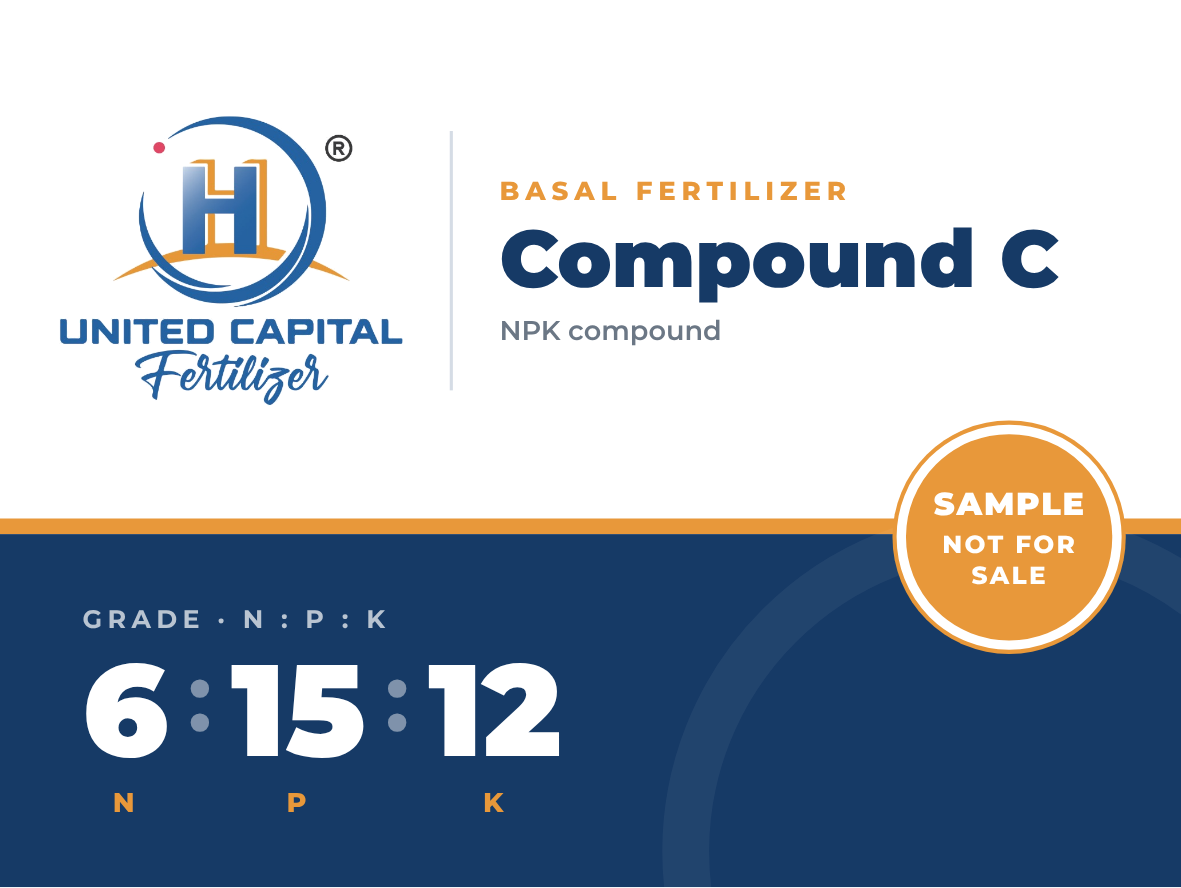 H
®
UNITED CAPITAL
Fertilizer
BASAL FERTILIZER
Compound C
NPK compound
SAMPLE
NOT FOR
SALE
GRADE · N : P : K
6:15:12
N P K